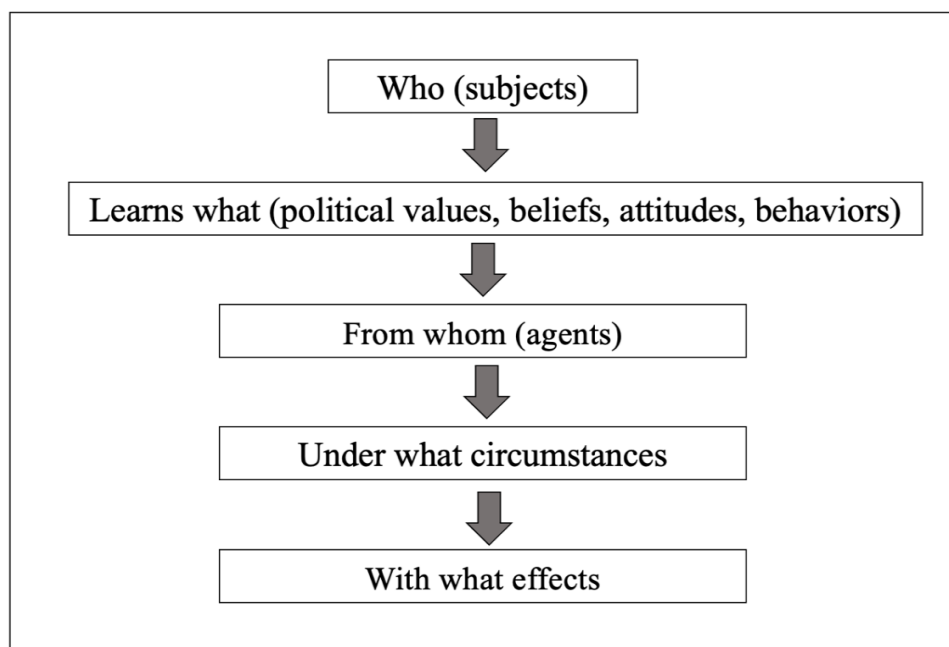 Who (subjects)
Learns what (political values, beliefs, attitudes, behaviors)
From whom (agents)
Under what circumstances
With what effects